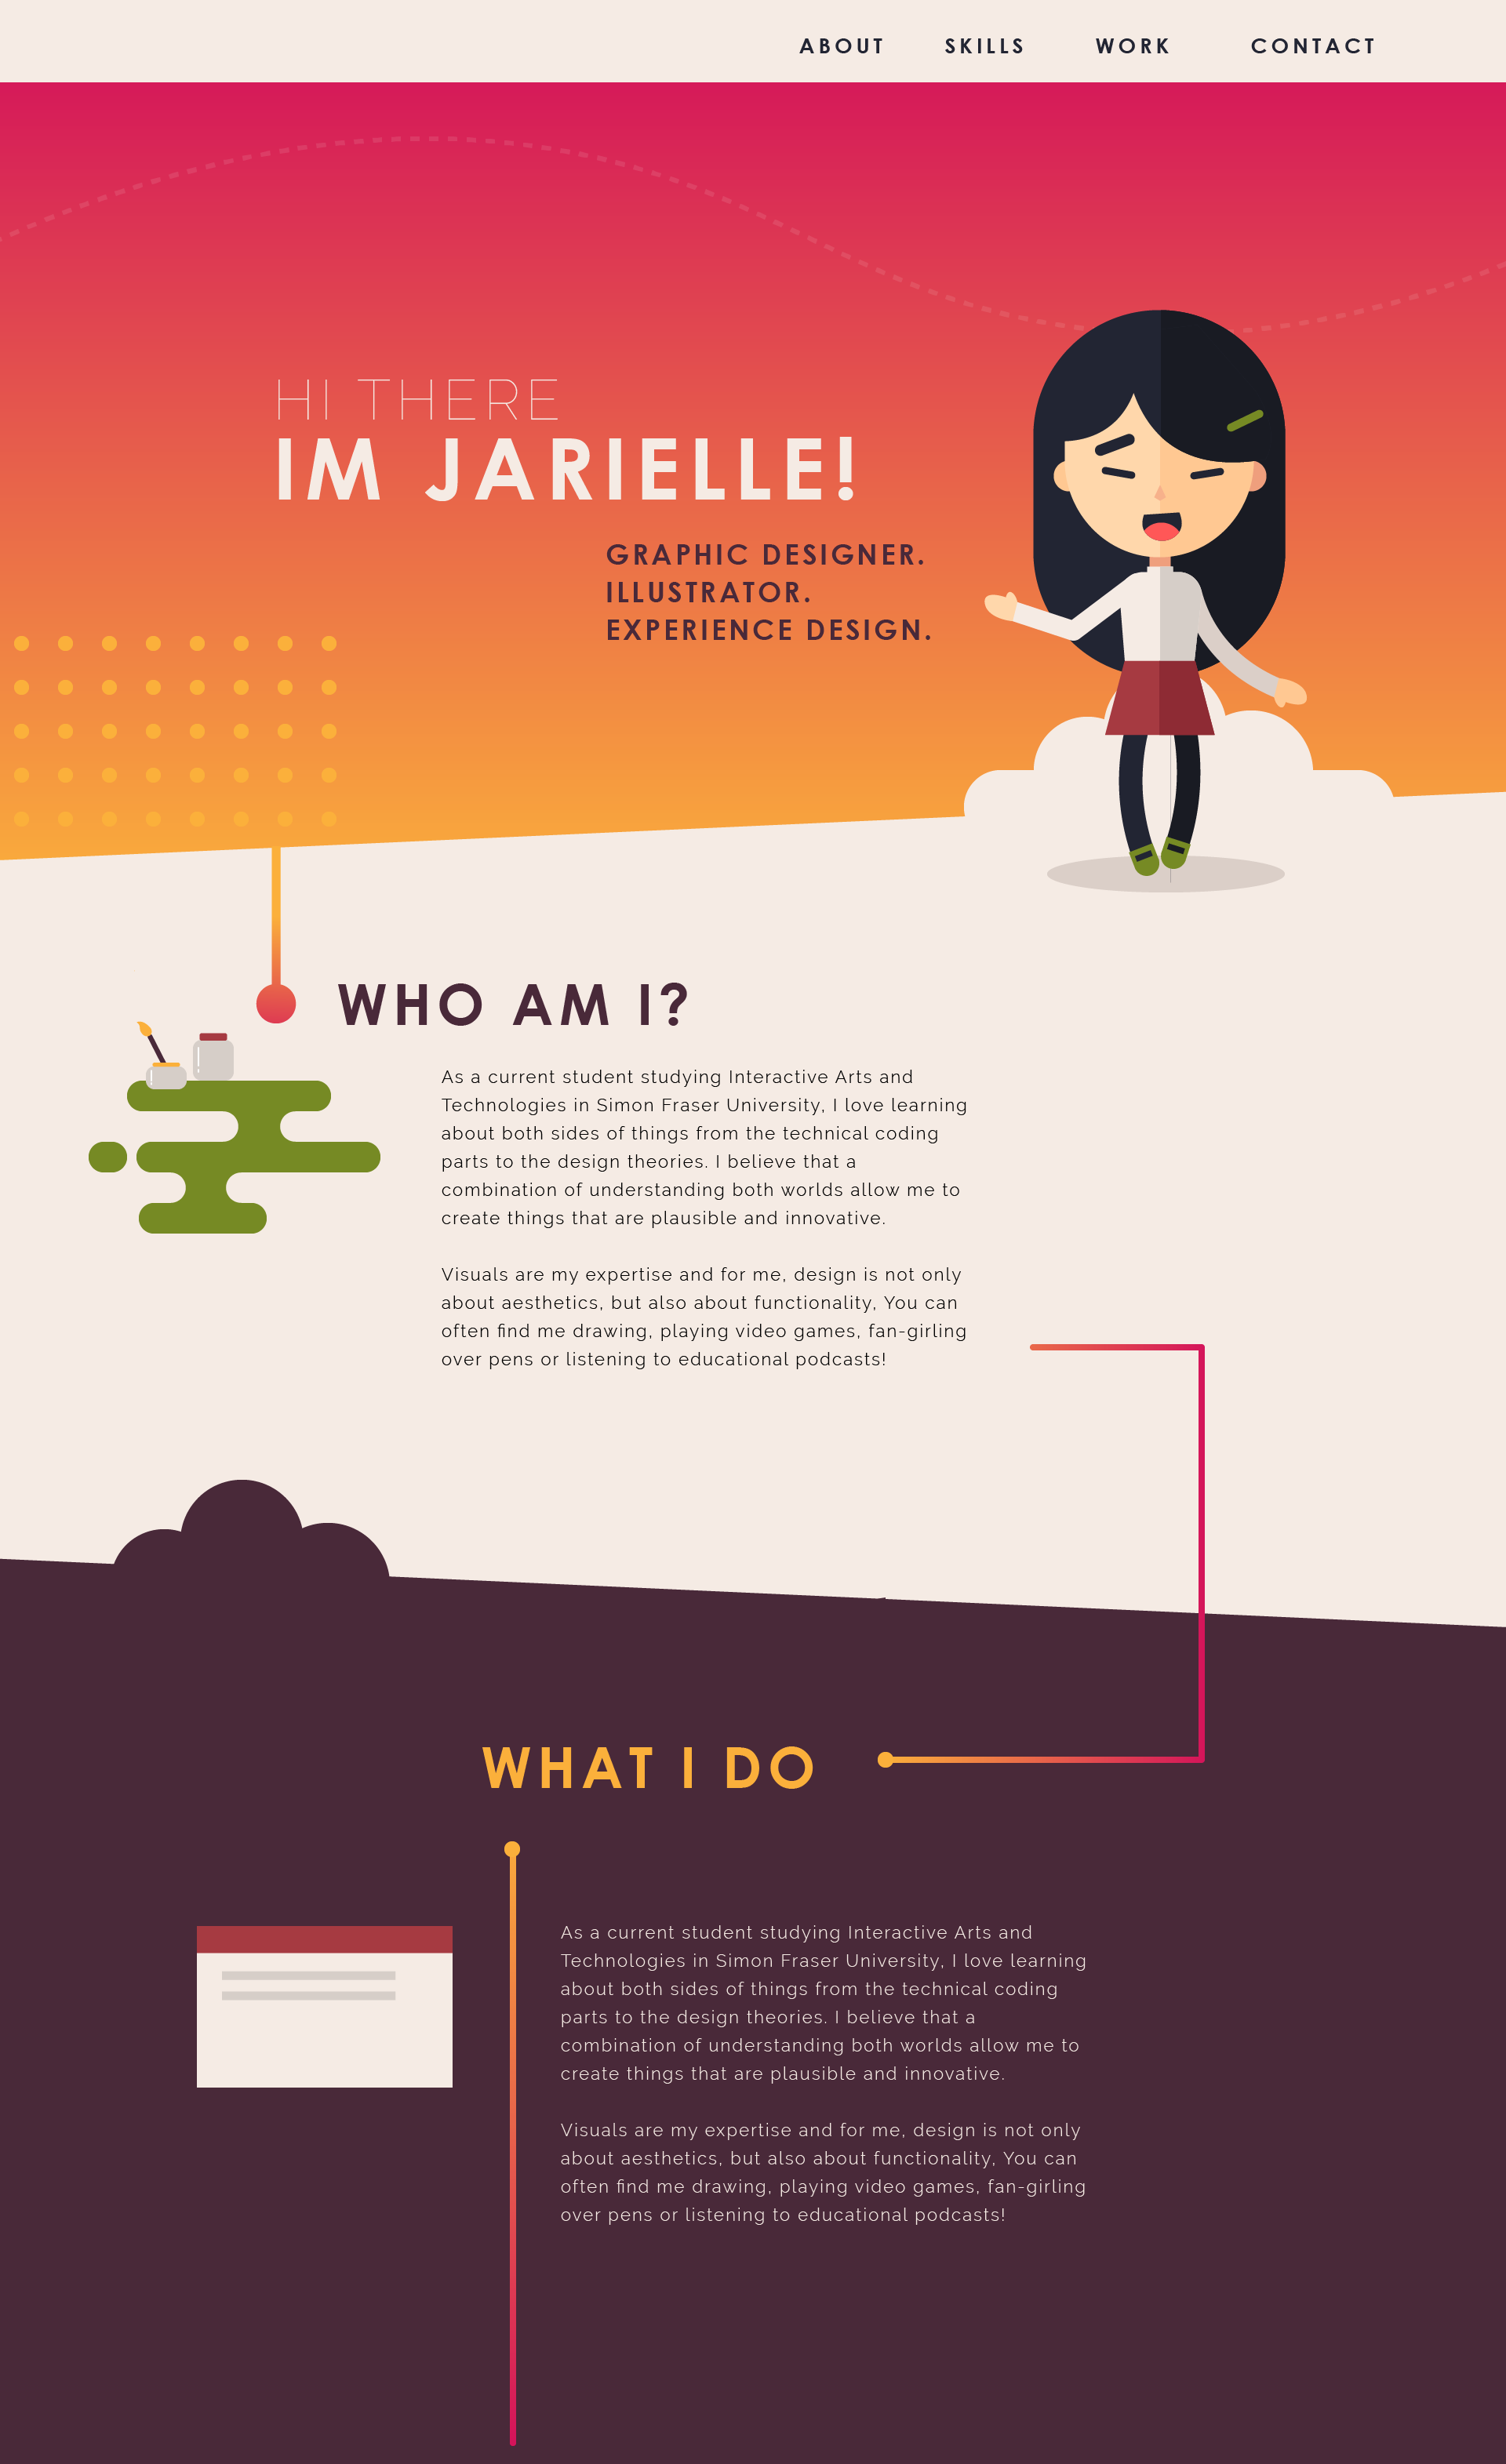 ABOUT SKILLS WORK CONTACT
HI THERE
IM JARIELLE!
GRAPHIC DESIGNER.
ILLUSTRATOR.
EXPERIENCE DESIGN.
WHO AM I?
As a current student studying Interactive Arts and
Technologies in Simon Fraser University, I love learning
about both sides of things from the technical coding
parts to the design theories. I believe that a
combination of understanding both worlds allow me to
create things that are plausible and innovative.
Visuals are my expertise and for me, design is not only
about aesthetics, but also about functionality, You can
often find me drawing, playing video games, fan-girling
over pens or listening to educational podcasts!
WHAT I DO
As a current student studying Interactive Arts and
Technologies in Simon Fraser University, I love learning
about both sides of things from the technical coding
parts to the design theories. I believe that a
combination of understanding both worlds allow me to
create things that are plausible and innovative.
Visuals are my expertise and for me, design is not only
about aesthetics, but also about functionality, You can
often find me drawing, playing video games, fan-girling
over pens or listening to educational podcasts!